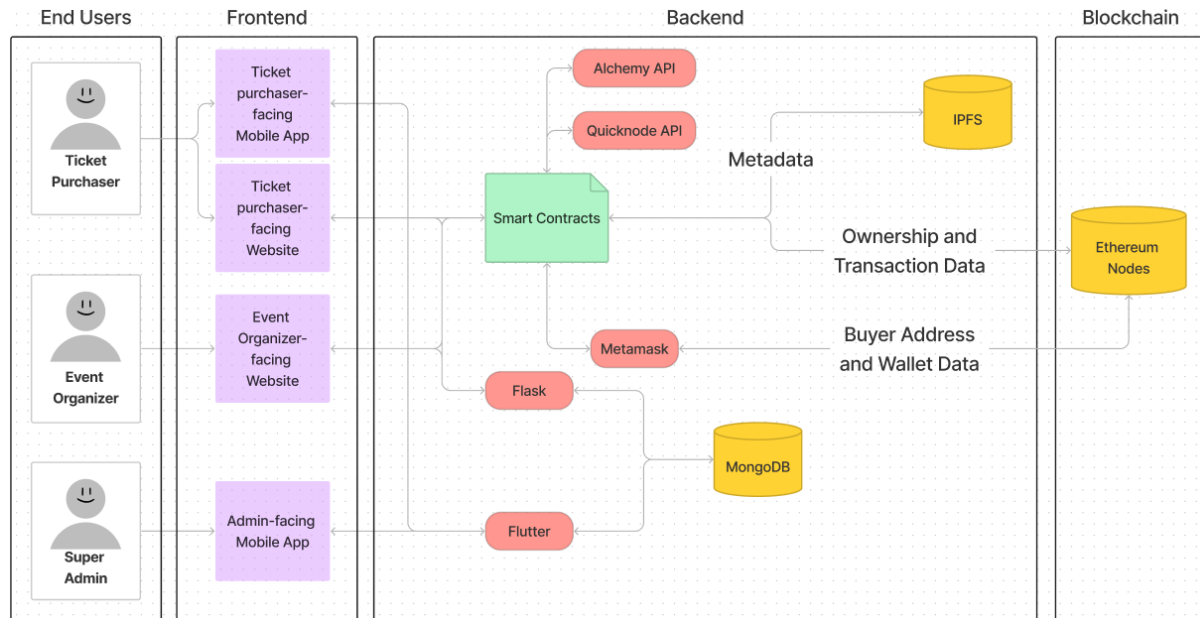 End Users
Frontend
Backend
Blockchain
Ticket
Purchaser
Event
Organizer
Super
Admin
Ticket
purchaser-
facing
Mobile App
Ticket
purchaser-
facing
Website
Event
Organizer-
facing
Website
Admin-facing
Mobile App
Alchemy API
Quicknode API
Smart Contracts
Metadata
IPFS
Ownership and
Transaction Data
Metamask
Buyer Address
and Wallet Data
Flask
MongoDB
Flutter
Ethereum
Nodes